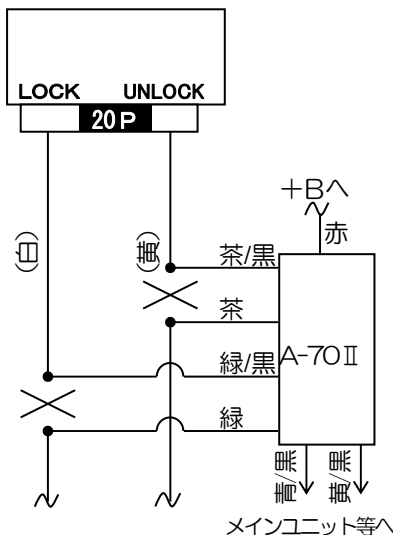 LOCK UNLOCK
20P
+Bへ
赤
(白)
(黄)
茶/黒
茶
A-70Ⅱ
緑/黒
緑
青/黒
黄/黒
メインユニット等へ